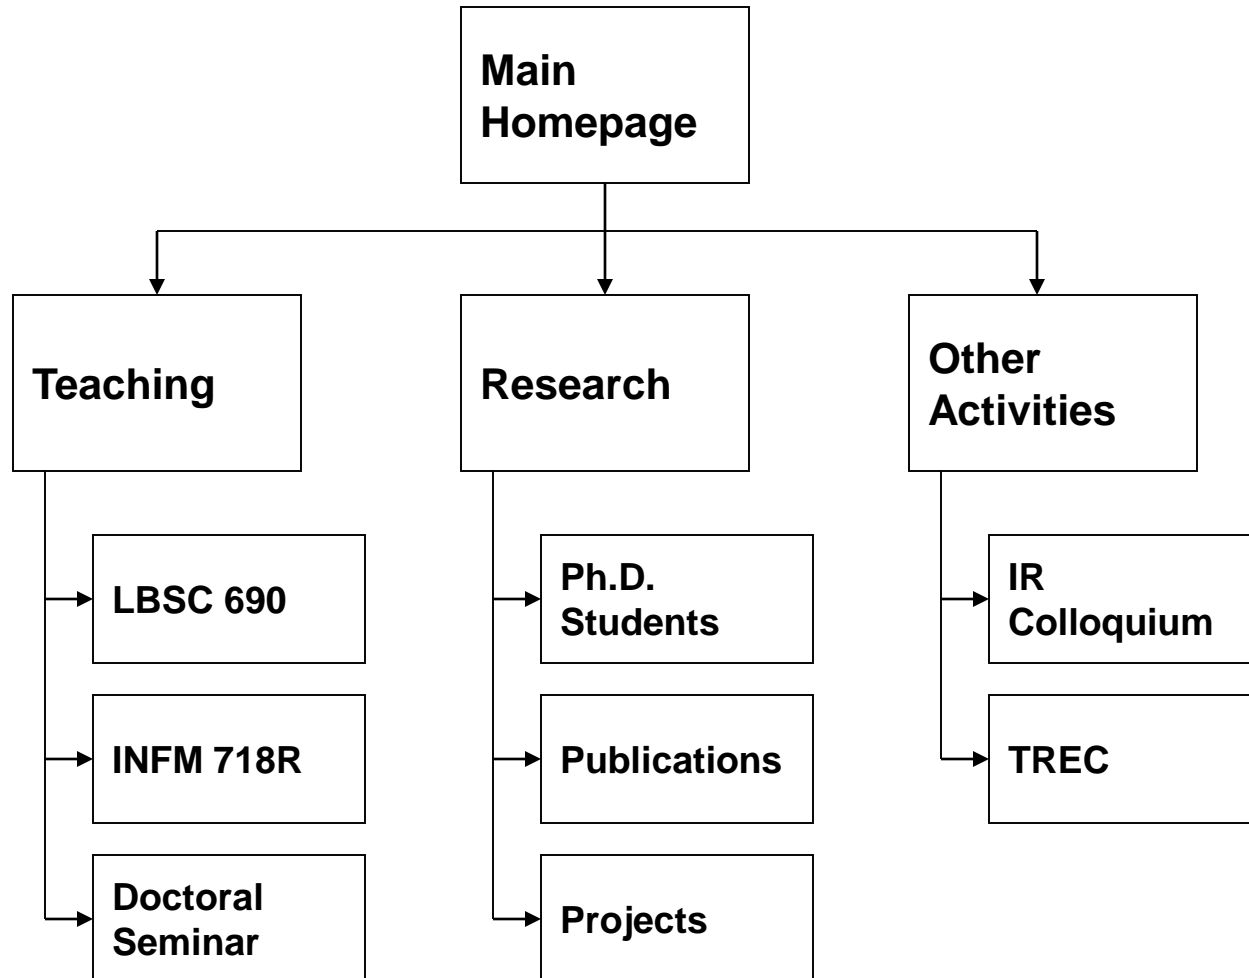 Main
Homepage
Teaching
Research
Other
Activities
LBSC 690
INFM 718R
Doctoral
Seminar
Ph.D.
Students
Publications
Projects
IR
Colloquium
TREC